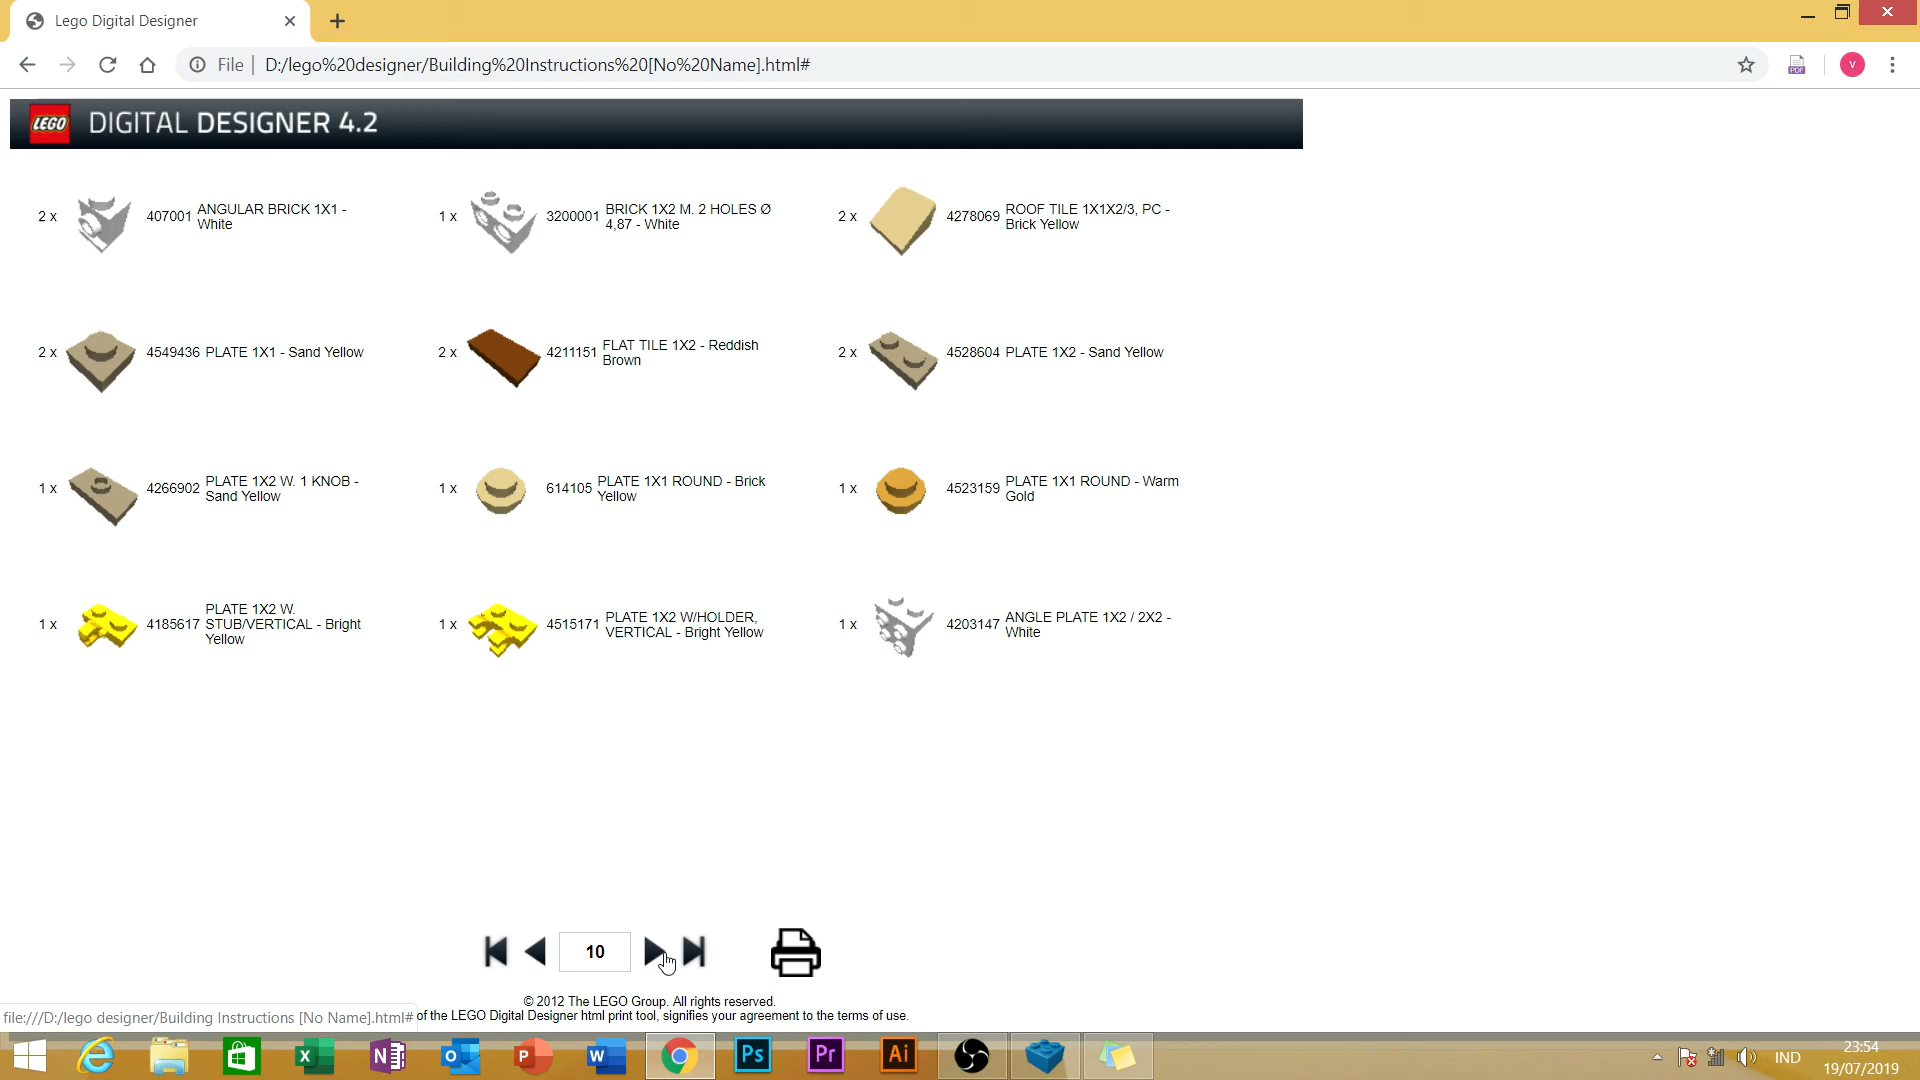 Lego Digital Designer
File
D:/lego%20designer/Building%20Instructions%20[No%20Name].html#
PDF
V
LEGO DIGITAL DESIGNER 4.2
2 x 407001 ANGULAR BRICK 1X1 -
White
1 x 3200001 BRICK 1X2 M. 2 HOLES Ø
4,87 - White
2 x 4278069 ROOF TILE 1X1X2/3, PC -
Brick Yellow
2 x 4549436 PLATE 1X1 - Sand Yellow
2 x 4211151 FLAT TILE 1X2 - Reddish
Brown
2 x 4528604 PLATE 1X2 - Sand Yellow
1 x 4266902 PLATE 1X2 W. 1 KNOB -
Sand Yellow
1 x 614105 PLATE 1X1 ROUND - Brick
Yellow
1 x 4523159 PLATE 1X1 ROUND - Warm
Gold
1 x 4185617 PLATE 1X2 W.
STUB/VERTICAL - Bright
Yellow
1 x 4515171 PLATE 1X2 W/HOLDER,
VERTICAL - Bright Yellow
1 x 4203147 ANGLE PLATE 1X2 / 2X2 -
White
10
© 2012 The LEGO Group. All rights reserved.
of the LEGO Digital Designer html print tool, signifies your agreement to the terms of use.
file:///D:/lego designer/Building Instructions [No Name].html#
X
N
O
P
W
Ps
Pr
Ai
IND
23:54
19/07/2019